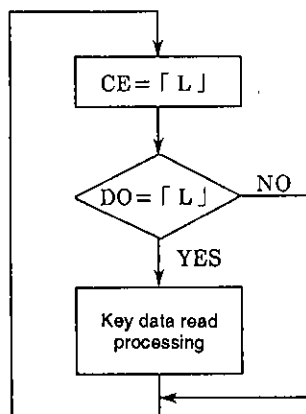 CE=「L」
DO=「L」
NO
YES
Key data read
processing